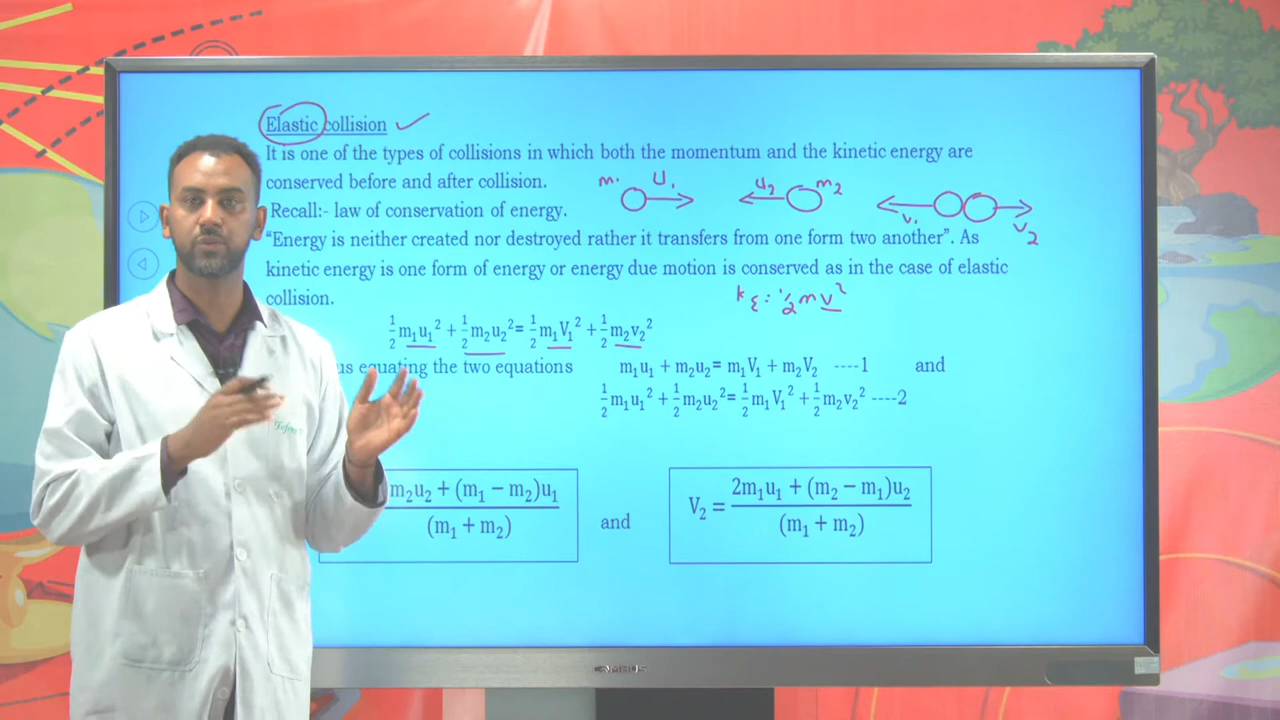 Elastic collision ✓
It is one of the types of collisions in which both the momentum and the kinetic energy are
conserved before and after collision.
m. U₁ u₂ m₂
Recall:- law of conservation of energy.
v. v₂
“Energy is neither created nor destroyed rather it transfers from one form two another”. As
kinetic energy is one form of energy or energy due motion is conserved as in the case of elastic
collision.
kε: ½mv²
½m₁u₁² + ½m₂u₂² = ½m₁V₁² + ½m₂v₂²
us equating the two equations m₁u₁ + m₂u₂ = m₁V₁ + m₂V₂ ----1 and
½m₁u₁² + ½m₂u₂² = ½m₁V₁² + ½m₂v₂² ----2
m₂u₂ + (m₁ − m₂)u₁ / (m₁ + m₂) and V₂ = 2m₁u₁ + (m₂ − m₁)u₂ / (m₁ + m₂)